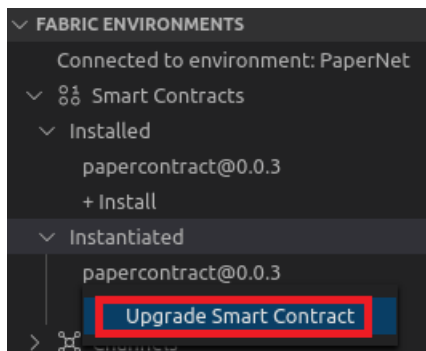 FABRIC ENVIRONMENTS
Connected to environment: PaperNet
Smart Contracts
Installed
papercontract@0.0.3
+ Install
Instantiated
papercontract@0.0.3
Upgrade Smart Contract